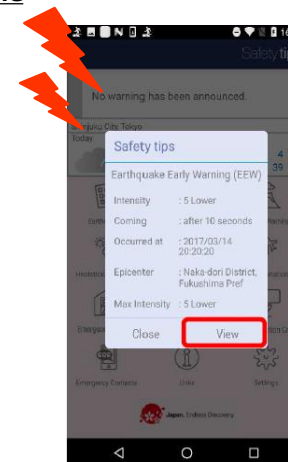 16
Safety ti
No warning has been announced.
Shinjuku City Tokyo
Today
4
39
Safety tips
Earthquake Early Warning (EEW)
Intensity : 5 Lower
Coming : after 10 seconds
Occurred at : 2017/03/14
20:20:20
Epicenter : Naka-dori District,
Fukushima Pref
Max Intensity : 5 Lower
Close View
Emergency Contacts Links Settings
Japan. Endless Discovery.